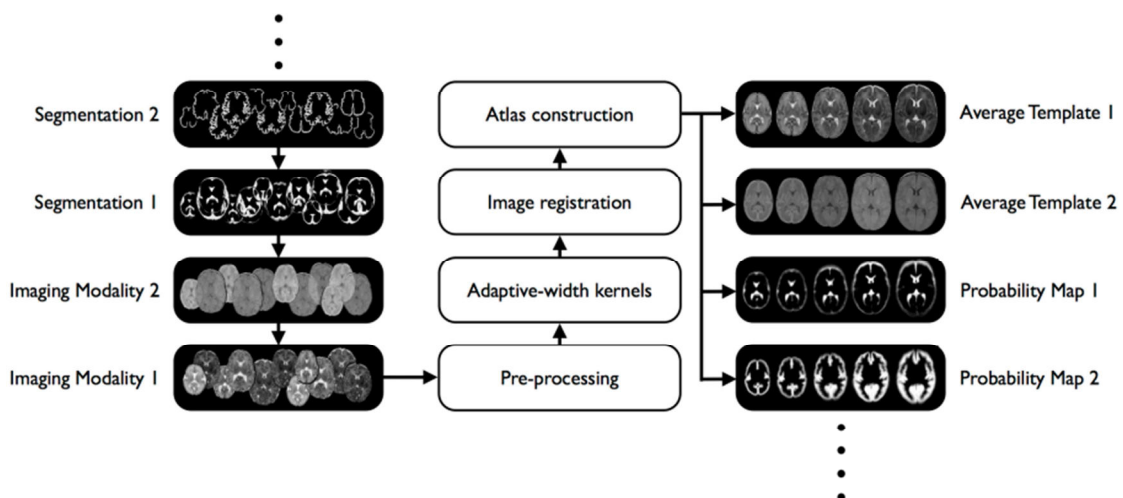 Segmentation 2
Segmentation 1
Imaging Modality 2
Imaging Modality 1
Atlas construction
Image registration
Adaptive-width kernels
Pre-processing
Average Template 1
Average Template 2
Probability Map 1
Probability Map 2